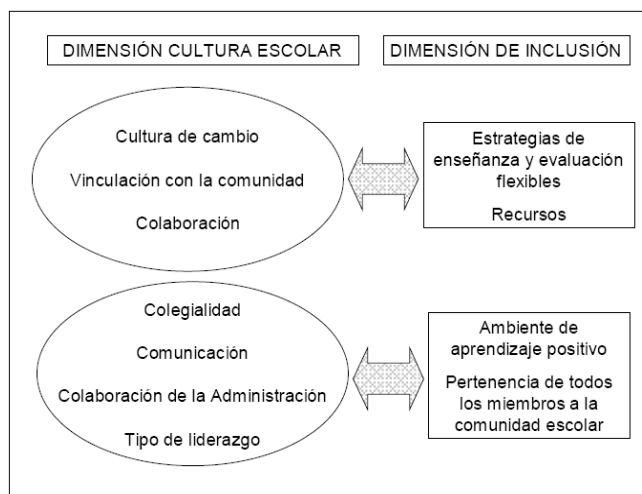 DIMENSIÓN CULTURA ESCOLAR
DIMENSIÓN DE INCLUSIÓN
Cultura de cambio
Vinculación con la comunidad
Colaboración
Estrategias de
enseñanza y evaluación
flexibles
Recursos
Colegialidad
Comunicación
Colaboración de la Administración
Tipo de liderazgo
Ambiente de
aprendizaje positivo
Pertenencia de todos
los miembros a la
comunidad escolar